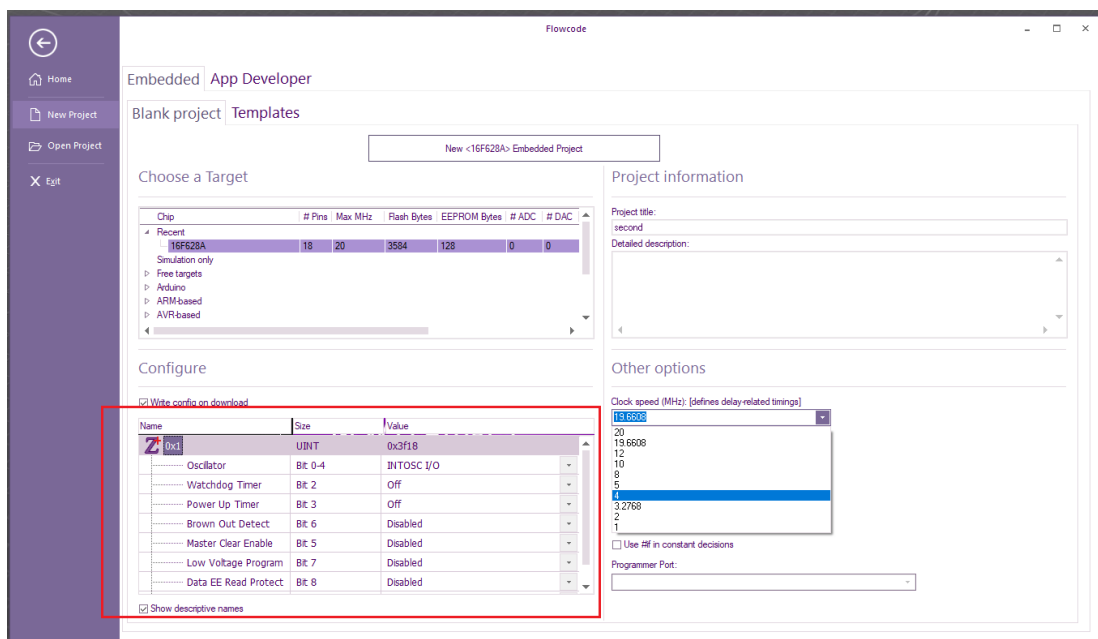 Flowcode
Home
New Project
Open Project
Exit
Embedded App Developer
Blank project Templates
New <16F628A> Embedded Project
Choose a Target
Chip # Pins Max MHz Flash Bytes EEPROM Bytes # ADC # DAC
Recent
16F628A 18 20 3584 128 0 0
Simulation only
Free targets
Arduino
ARM-based
AVR-based
Project information
Project title:
second
Detailed description:
Configure
Write config on download
Name Size Value
0x1 UINT 0x3f18
Oscillator Bit 0-4 INTOSC I/O
Watchdog Timer Bit 2 Off
Power Up Timer Bit 3 Off
Brown Out Detect Bit 6 Disabled
Master Clear Enable Bit 5 Disabled
Low Voltage Program Bit 7 Disabled
Data EE Read Protect Bit 8 Disabled
Show descriptive names
Other options
Clock speed (MHz): [defines delay-related timings]
19.6608
20
19.6608
12
10
8
5
4
3.2768
2
1
Use #if in constant decisions
Programmer Port: